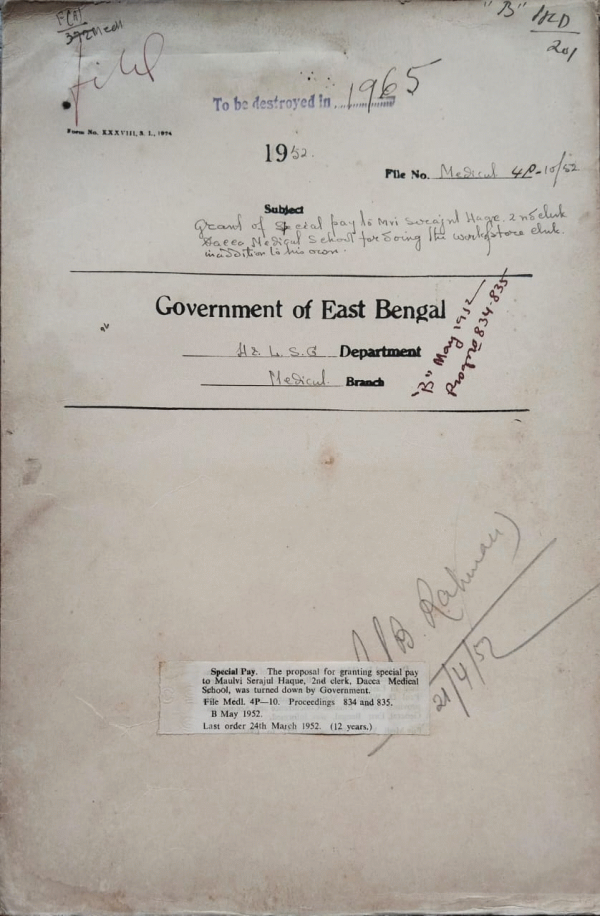 F(A)
"B"
201
filed
To be destroyed in 1965
Form No. XXXVIII, S. I., 1894
1952.
File No. Medical 4P-10/52
Subject
Grant of special pay to Mvi Serajul Haque 2nd clerk
Dacca Medical School for doing the work of store clerk
in addition to his own.
Government of East Bengal
H & L. S. G Department
Medical Branch
"B" May 1952
Progs 834-835
B. Rahman
21/4/52
Special Pay. The proposal for granting special pay
to Maulvi Serajul Haque, 2nd clerk, Dacca Medical
School, was turned down by Government.
File Medl. 4P—10. Proceedings 834 and 835.
B May 1952.
Last order 24th March 1952. (12 years.)